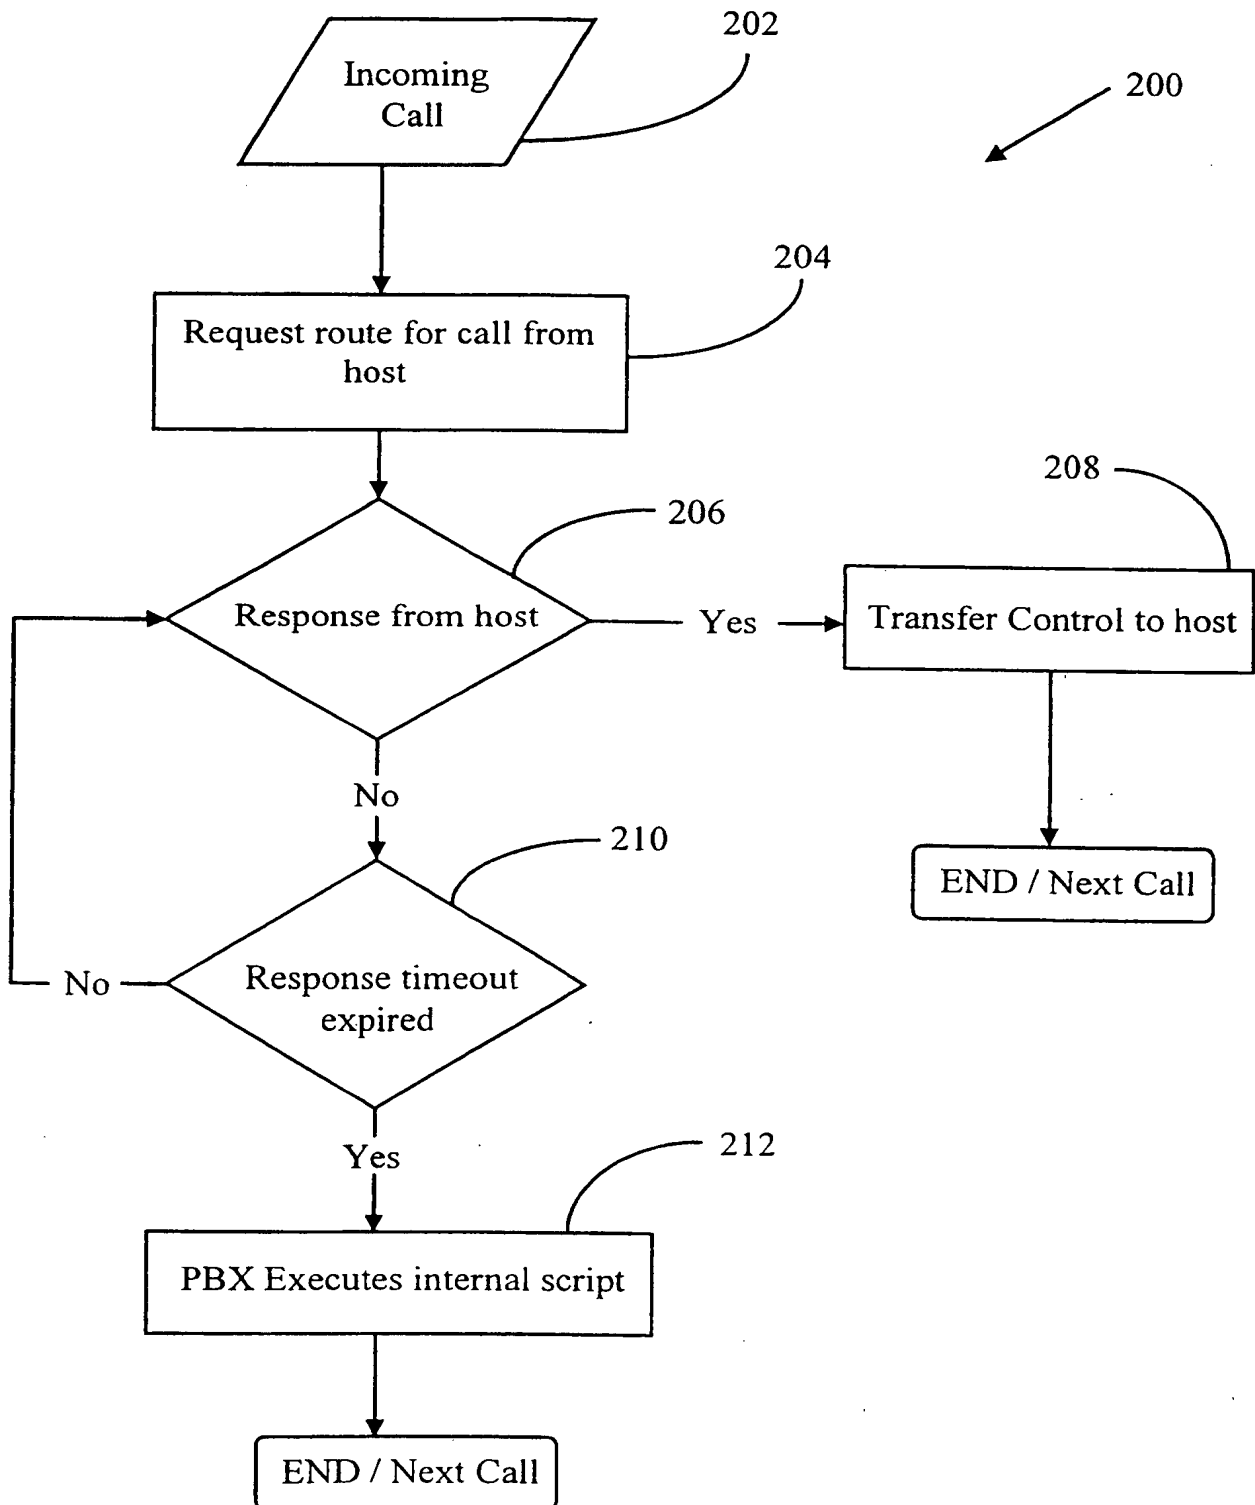 202
Incoming
Call
200
204
Request route for call from
host
208
206
Response from host
Yes
Transfer Control to host
No
210
END / Next Call
Response timeout
expired
No
Yes
212
PBX Executes internal script
END / Next Call